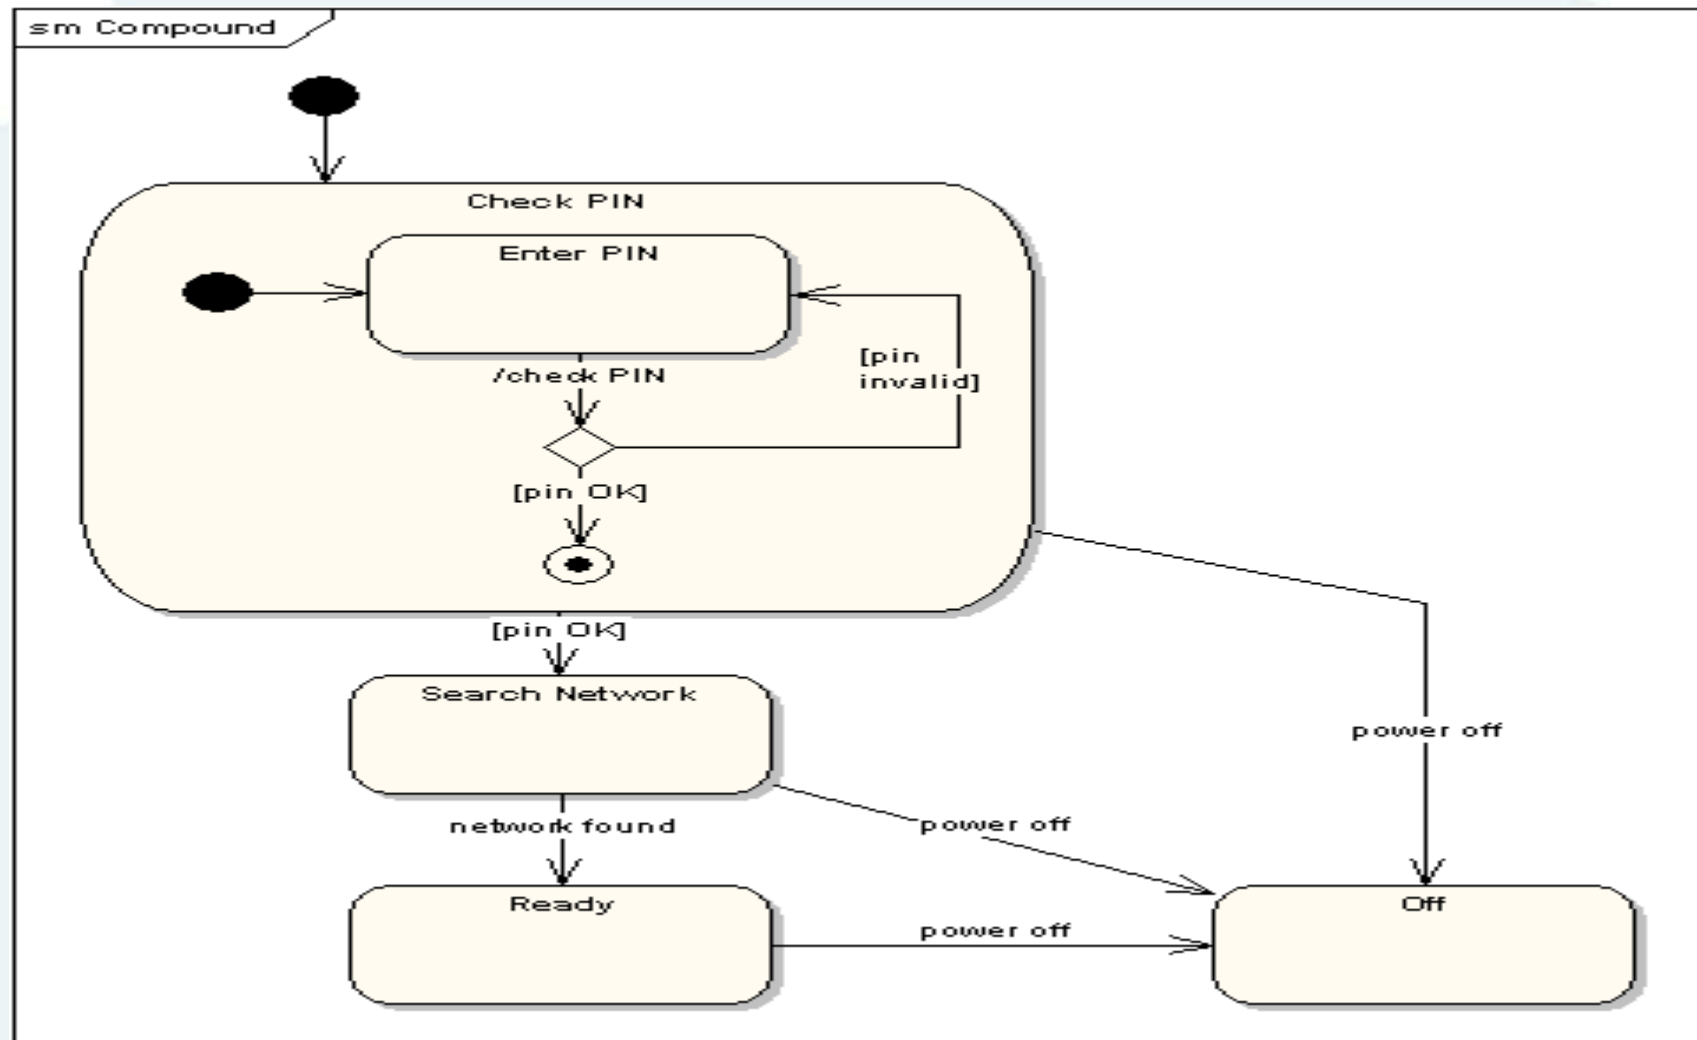 sm Compound
Check PIN
Enter PIN
/check PIN
[pin
invalid]
[pin OK]
[pin OK]
Search Network
power off
network found
power off
Ready
Off
power off